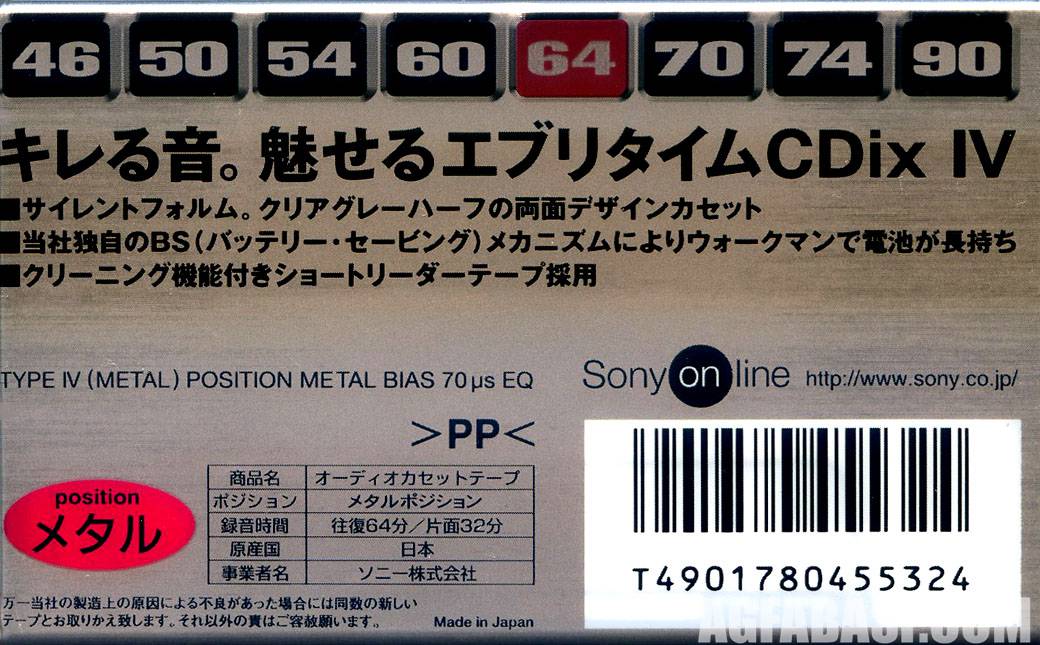 46 50 54 60 64 70 74 90
キレる音。魅せるエブリタイムCDix IV
■サイレントフォルム。クリアグレーハーフの両面デザインカセット
■当社独自のBS(バッテリー・セービング)メカニズムによりウォークマンで電池が長持ち
■クリーニング機能付きショートリーダーテープ採用
TYPE IV (METAL) POSITION METAL BIAS 70μs EQ
Sony on line http://www.sony.co.jp/
>PP<
position
メタル
商品名 オーディオカセットテープ
ポジション メタルポジション
録音時間 往復64分/片面32分
原産国 日本
事業者名 ソニー株式会社
T4901780455324
万一当社の製造上の原因による不良があった場合には同数の新しい
テープとお取りかえ致します。それ以外の責はご容赦願います。
Made in Japan
AGFABASF.COM